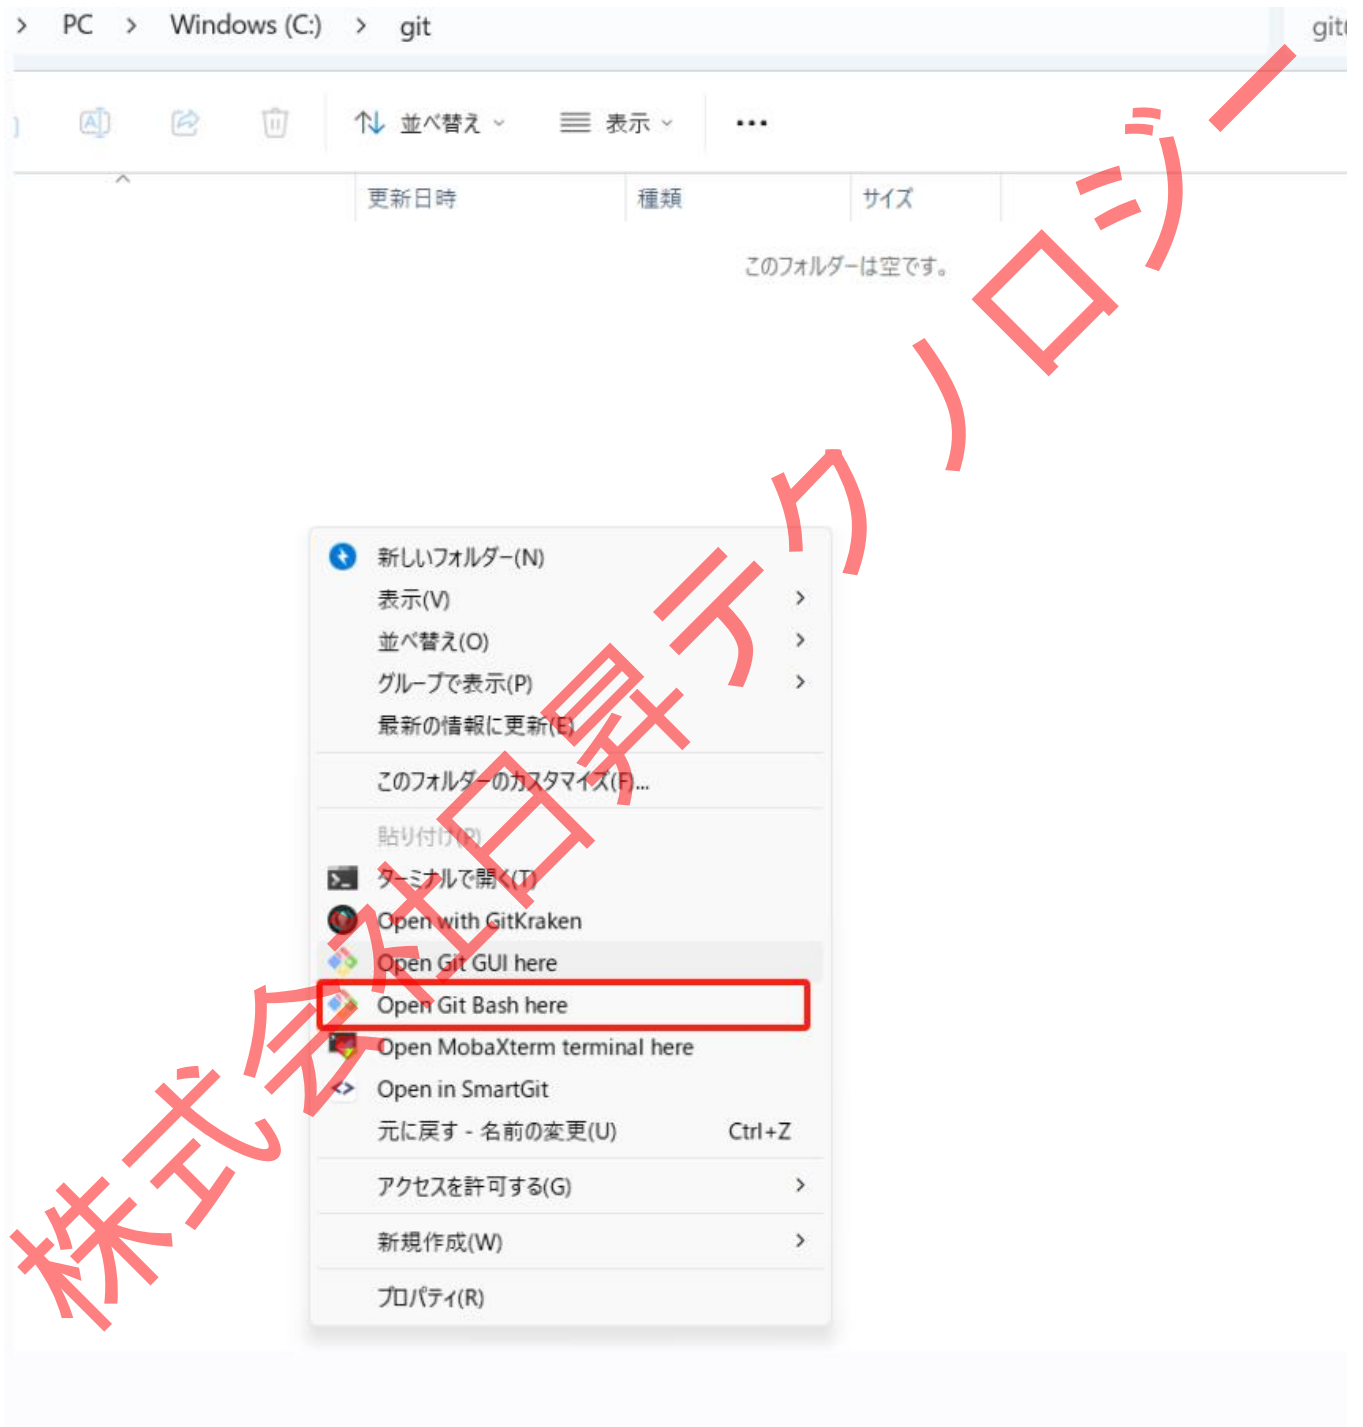 > PC > Windows (C:) > git
並べ替え 表示 •••
更新日時 種類 サイズ
このフォルダーは空です。
新しいフォルダー(N)
表示(V)
並べ替え(O)
グループで表示(P)
最新の情報に更新(E)
このフォルダーのカスタマイズ(F)...
貼り付け(P)
ターミナルで開く(T)
Open with GitKraken
Open Git GUI here
Open Git Bash here
Open MobaXterm terminal here
Open in SmartGit
元に戻す - 名前の変更(U) Ctrl+Z
アクセスを許可する(G)
新規作成(W)
プロパティ(R)
株式会社日昇テクノロジー